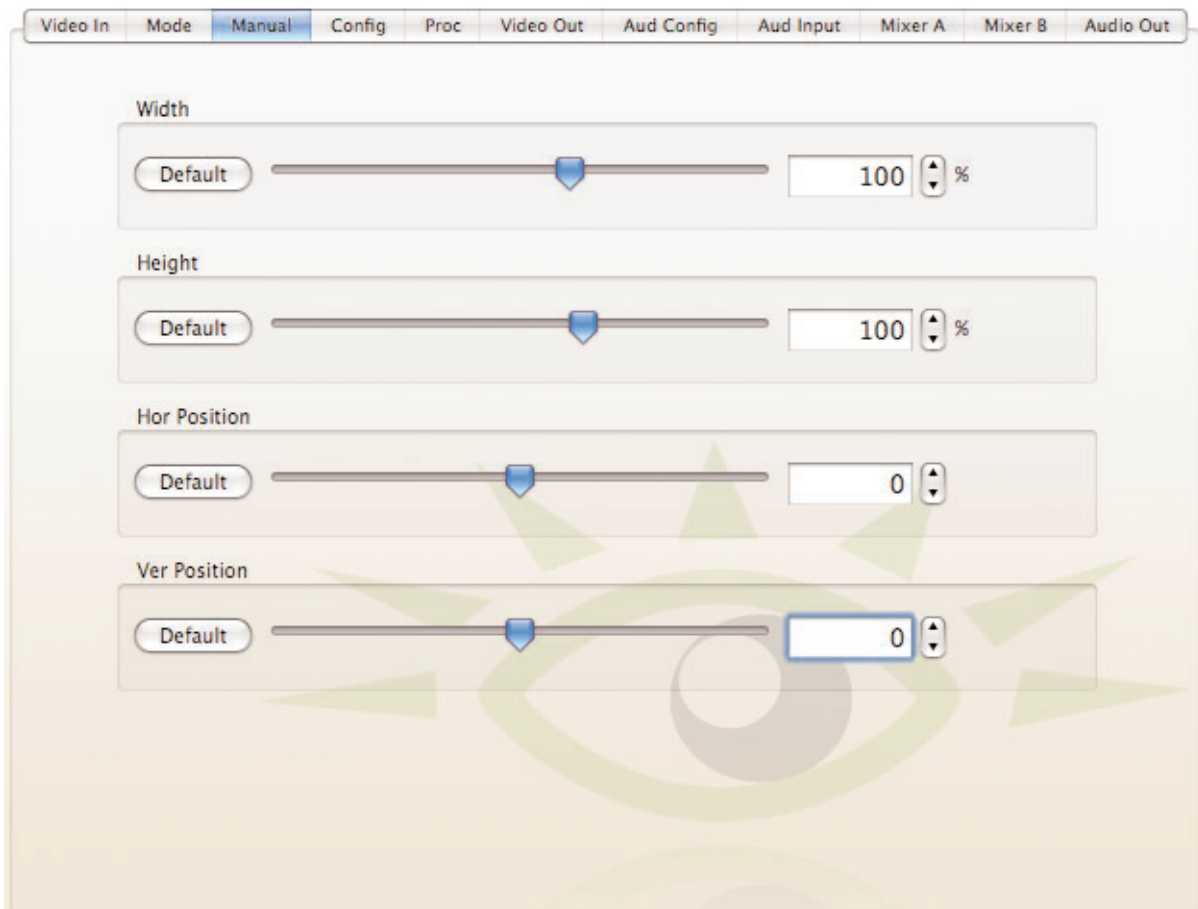 Video In Mode Manual Config Proc Video Out Aud Config Aud Input Mixer A Mixer B Audio Out
Width
Default 100 %
Height
Default 100 %
Hor Position
Default 0
Ver Position
Default 0